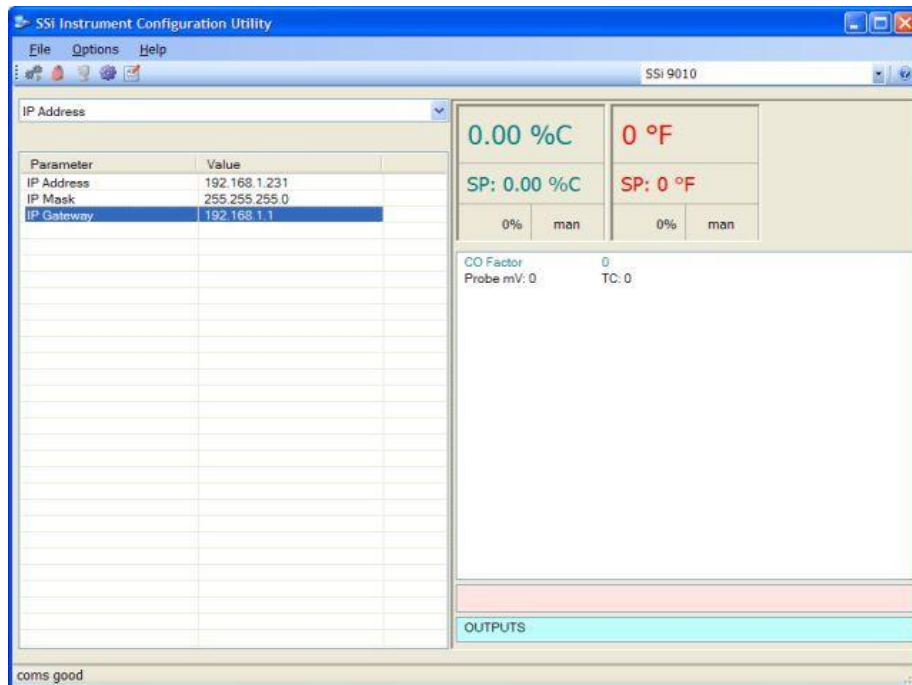 SSi Instrument Configuration Utility
File Options Help
SSi 9010
IP Address
Parameter Value
IP Address 192.168.1.231
IP Mask 255.255.255.0
IP Gateway 192.168.1.1
0.00 %C 0 °F
SP: 0.00 %C SP: 0 °F
0% man 0% man
CO Factor 0
Probe mV: 0 TC: 0
OUTPUTS
coms good